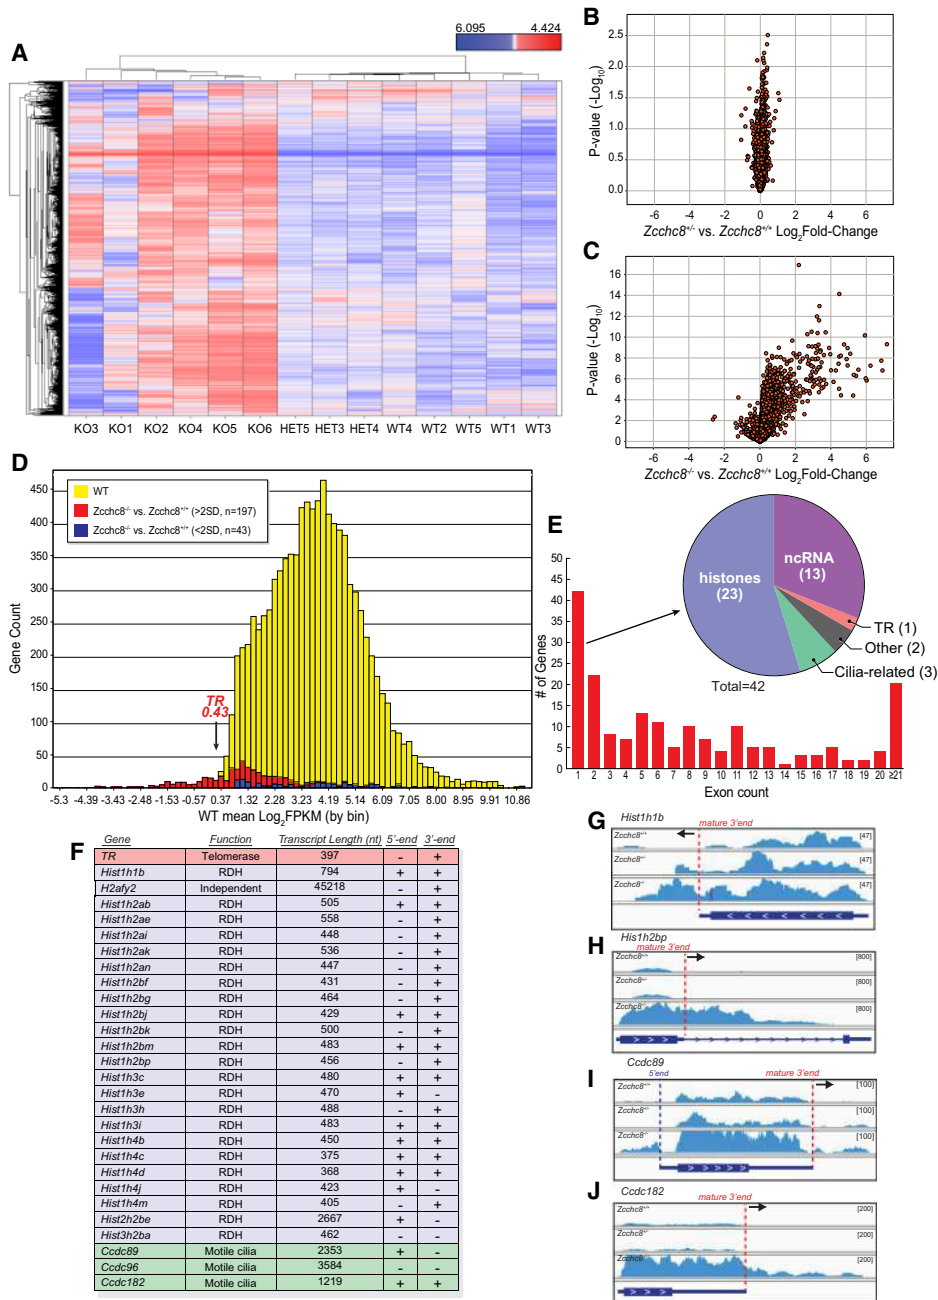 A
6.095 4.424
KO3 KO1 KO2 KO4 KO5 KO6 HET5 HET3 HET4 WT4 WT2 WT5 WT1 WT3
B
P-value (-Log10)
2.5
2.0
1.5
1.0
0.5
0.0
-6 -4 -2 0 2 4 6
Zcchc8+/- vs. Zcchc8+/+ Log2Fold-Change
C
P-value (-Log10)
16
14
12
10
8
6
4
2
0
-6 -4 -2 0 2 4 6
Zcchc8-/- vs. Zcchc8+/+ Log2Fold-Change
D
Gene Count
450
400
350
300
250
200
150
100
50
0
WT
Zcchc8-/- vs. Zcchc8+/+ (>2SD, n=197)
Zcchc8-/- vs. Zcchc8+/+ (<2SD, n=43)
TR
0.43
-5.3 -4.39 -3.43 -2.48 -1.53 -0.57 0.37 1.32 2.28 3.23 4.19 5.14 6.09 7.05 8.00 8.95 9.91 10.86
WT mean Log2FPKM (by bin)
E
# of Genes
50
45
40
35
30
25
20
15
10
5
0
1 2 3 4 5 6 7 8 9 10 11 12 13 14 15 16 17 18 19 20 ≥21
Exon count
histones
(23)
ncRNA
(13)
TR (1)
Other (2)
Cilia-related (3)
Total=42
F
Gene Function Transcript Length (nt) 5'-end 3'-end
TR Telomerase 397 - +
Hist1h1b RDH 794 + +
H2afy2 Independent 45218 - +
Hist1h2ab RDH 505 + +
Hist1h2ae RDH 558 - +
Hist1h2ai RDH 448 - +
Hist1h2ak RDH 536 - +
Hist1h2an RDH 447 - +
Hist1h2bf RDH 431 - +
Hist1h2bg RDH 464 - +
Hist1h2bj RDH 429 + +
Hist1h2bk RDH 500 - +
Hist1h2bm RDH 483 + +
Hist1h2bp RDH 456 - +
Hist1h3c RDH 480 + +
Hist1h3e RDH 470 + -
Hist1h3h RDH 488 - +
Hist1h3i RDH 483 + +
Hist1h4b RDH 450 + +
Hist1h4c RDH 375 + +
Hist1h4d RDH 368 + +
Hist1h4j RDH 423 + -
Hist1h4m RDH 405 - +
Hist2h2be RDH 2667 + -
Hist3h2ba RDH 462 - -
Ccdc89 Motile cilia 2353 + -
Ccdc96 Motile cilia 3584 - -
Ccdc182 Motile cilia 1219 + +
G
Hist1h1b
mature 3'end
Zcchc8+/+ [47]
Zcchc8+/- [47]
Zcchc8-/- [47]
H
His1h2bp
mature 3'end
Zcchc8+/+ [800]
Zcchc8+/- [800]
Zcchc8-/- [800]
I
Ccdc89
5'end mature 3'end
Zcchc8+/+ [100]
Zcchc8+/- [100]
Zcchc8-/- [100]
J
Ccdc182
mature 3'end
Zcchc8+/+ [200]
Zcchc8+/- [200]
Zcchc8-/- [200]